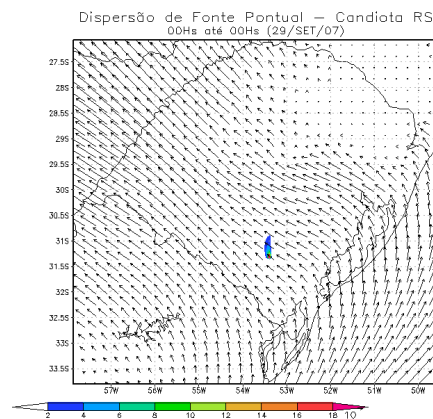 Dispersão de Fonte Pontual – Candiota RS
00Hs até 00Hs (29/SET/07)
27.5S
28S
28.5S
29S
29.5S
30S
30.5S
31S
31.5S
32S
32.5S
33S
33.5S
57W 56W 55W 54W 53W 52W 51W 50W
2 4 6 8 10 12 14 16 18 10